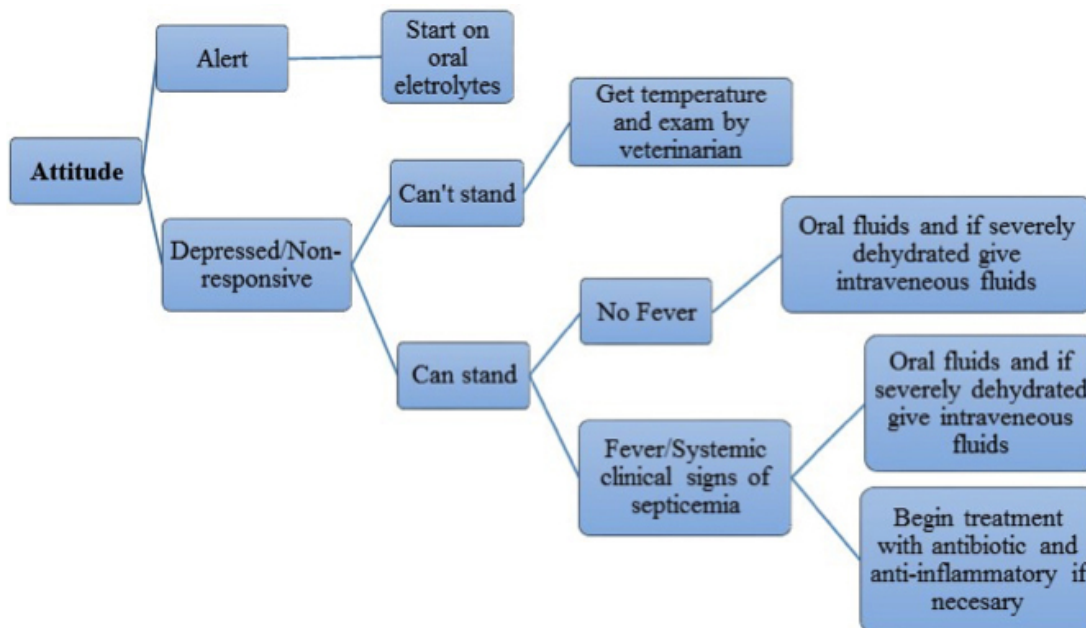 Attitude
Alert
Start on
oral
eletrolytes
Depressed/Non-
responsive
Can't stand
Get temperature
and exam by
veterinarian
Can stand
No Fever
Oral fluids and if severely
dehydrated give
intraveneous fluids
Fever/Systemic
clinical signs of
septicemia
Oral fluids and if
severely dehydrated
give intraveneous
fluids
Begin treatment
with antibiotic and
anti-inflammatory if
necesary